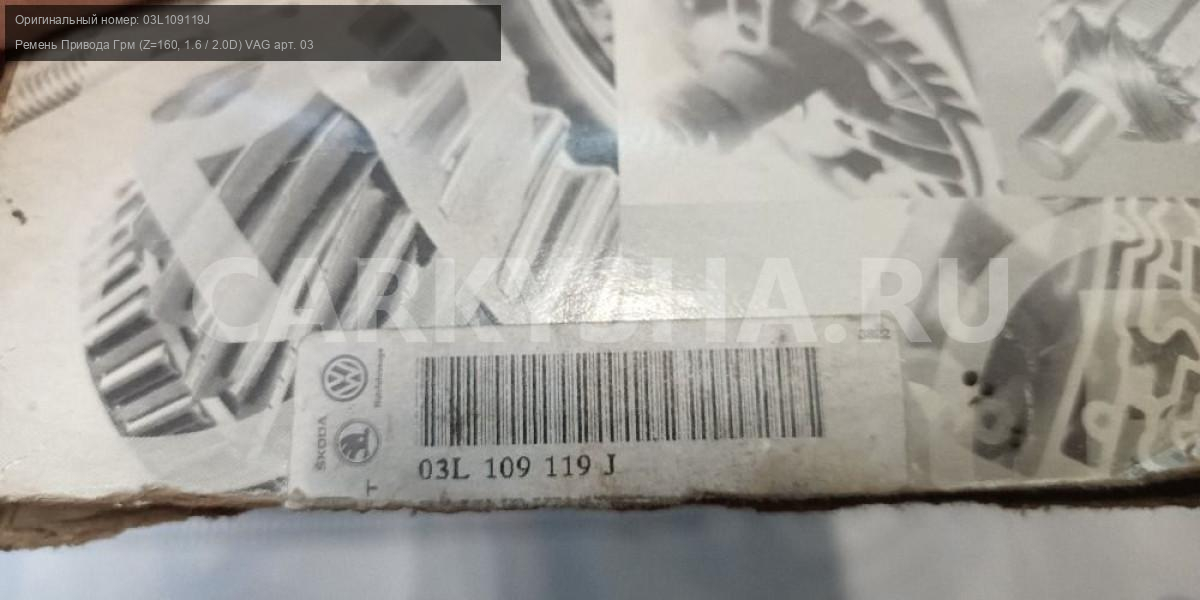 Оригинальный номер: 03L109119J
Ремень Привода Грм (Z=160, 1.6 / 2.0D) VAG арт. 03
CARKYSHA.RU
ŠKODA
T
03L 109 119 J